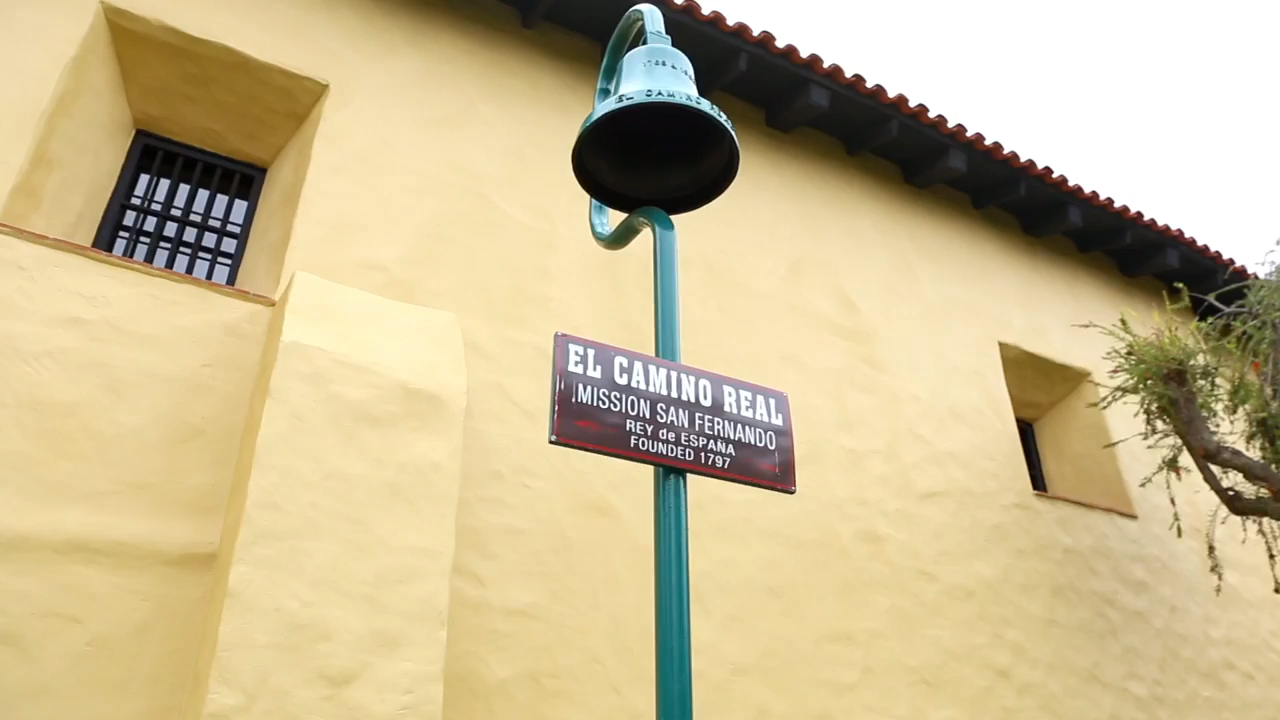 EL CAMINO REAL
EL CAMINO REAL
MISSION SAN FERNANDO
REY de ESPAÑA
FOUNDED 1797